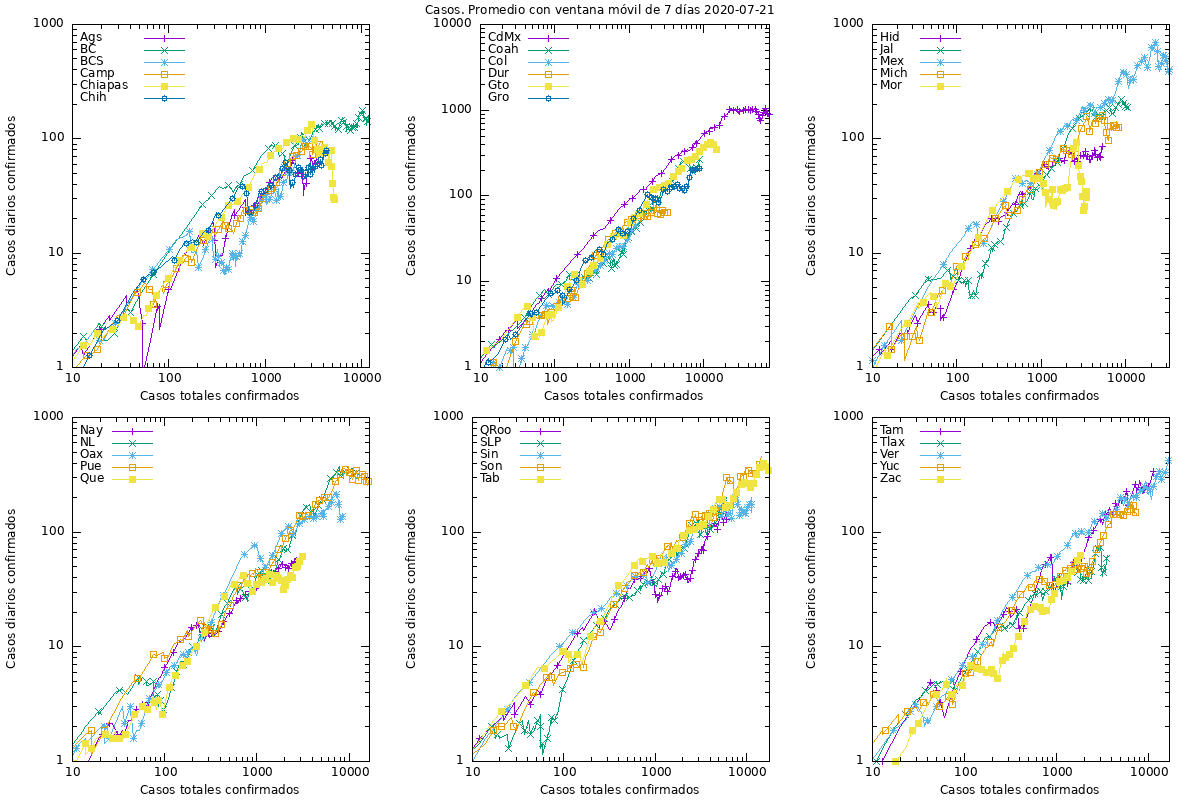 Casos. Promedio con ventana móvil de 7 días 2020-07-21
Casos diarios confirmados
1000
100
10
1
Ags
BC
BCS
Camp
Chiapas
Chih
10 100 1000 10000
Casos totales confirmados
Casos diarios confirmados
10000
1000
100
10
1
CdMx
Coah
Col
Dur
Gto
Gro
10 100 1000 10000
Casos totales confirmados
Casos diarios confirmados
1000
100
10
1
Hid
Jal
Mex
Mich
Mor
10 100 1000 10000
Casos totales confirmados
Casos diarios confirmados
1000
100
10
1
Nay
NL
Oax
Pue
Que
10 100 1000 10000
Casos totales confirmados
Casos diarios confirmados
1000
100
10
1
QRoo
SLP
Sin
Son
Tab
10 100 1000 10000
Casos totales confirmados
Casos diarios confirmados
1000
100
10
1
Tam
Tlax
Ver
Yuc
Zac
10 100 1000 10000
Casos totales confirmados